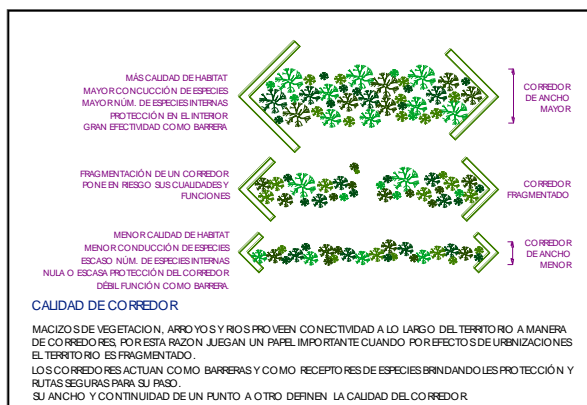 MÁS CALIDAD DE HABITAT
MAYOR CONCUCCIÓN DE ESPECIES
MAYOR NÚM. DE ESPECIES INTERNAS
PROTECCIÓN EN EL INTERIOR
GRAN EFECTIVIDAD COMO BARRERA
CORREDOR
DE ANCHO
MAYOR
FRAGMENTACIÓN DE UN CORREDOR
PONE EN RIESGO SUS CUALIDADES Y
FUNCIONES
CORREDOR
FRAGMENTADO
MENOR CALIDAD DE HABITAT
MENOR CONDUCCIÓN DE ESPECIES
ESCASO NÚM. DE ESPECIES INTERNAS
NULA O ESCASA PROTECCIÓN DEL CORREDOR
DÉBIL FUNCIÓN COMO BARRERA.
CORREDOR
DE ANCHO
MENOR
CALIDAD DE CORREDOR
MACIZOS DE VEGETACION, ARROYOS Y RIOS PROVEEN CONECTIVIDAD A LO LARGO DEL TERRITORIO A MANERA
DE CORREDORES, POR ESTA RAZON JUEGAN UN PAPEL IMPORTANTE CUANDO POR EFECTOS DE URBNIZACIONES
EL TERRITORIO ES FRAGMENTADO.
LOS CORREDORES ACTUAN COMO BARRERAS Y COMO RECEPTORES DE ESPECIES BRINDANDOLES PROTECCIÓN Y
RUTAS SEGURAS PARA SU PASO.
SU ANCHO Y CONTINUIDAD DE UN PUNTO A OTRO DEFINEN LA CALIDAD DEL CORREDOR.